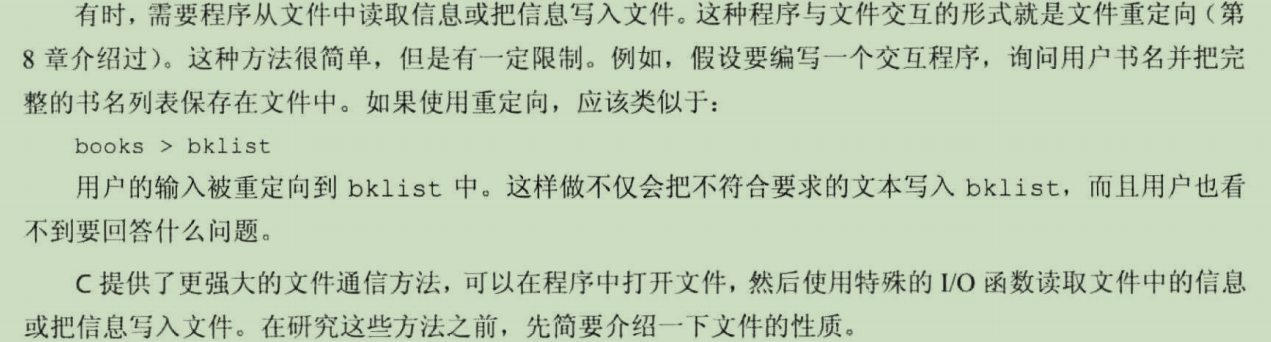 有时，需要程序从文件中读取信息或把信息写入文件。这种程序与文件交互的形式就是文件重定向（第
8 章介绍过）。这种方法很简单，但是有一定限制。例如，假设要编写一个交互程序，询问用户书名并把完
整的书名列表保存在文件中。如果使用重定向，应该类似于：
books > bklist
用户的输入被重定向到 bklist 中。这样做不仅会把不符合要求的文本写入 bklist，而且用户也看
不到要回答什么问题。
C 提供了更强大的文件通信方法，可以在程序中打开文件，然后使用特殊的 I/O 函数读取文件中的信息
或把信息写入文件。在研究这些方法之前，先简要介绍一下文件的性质。